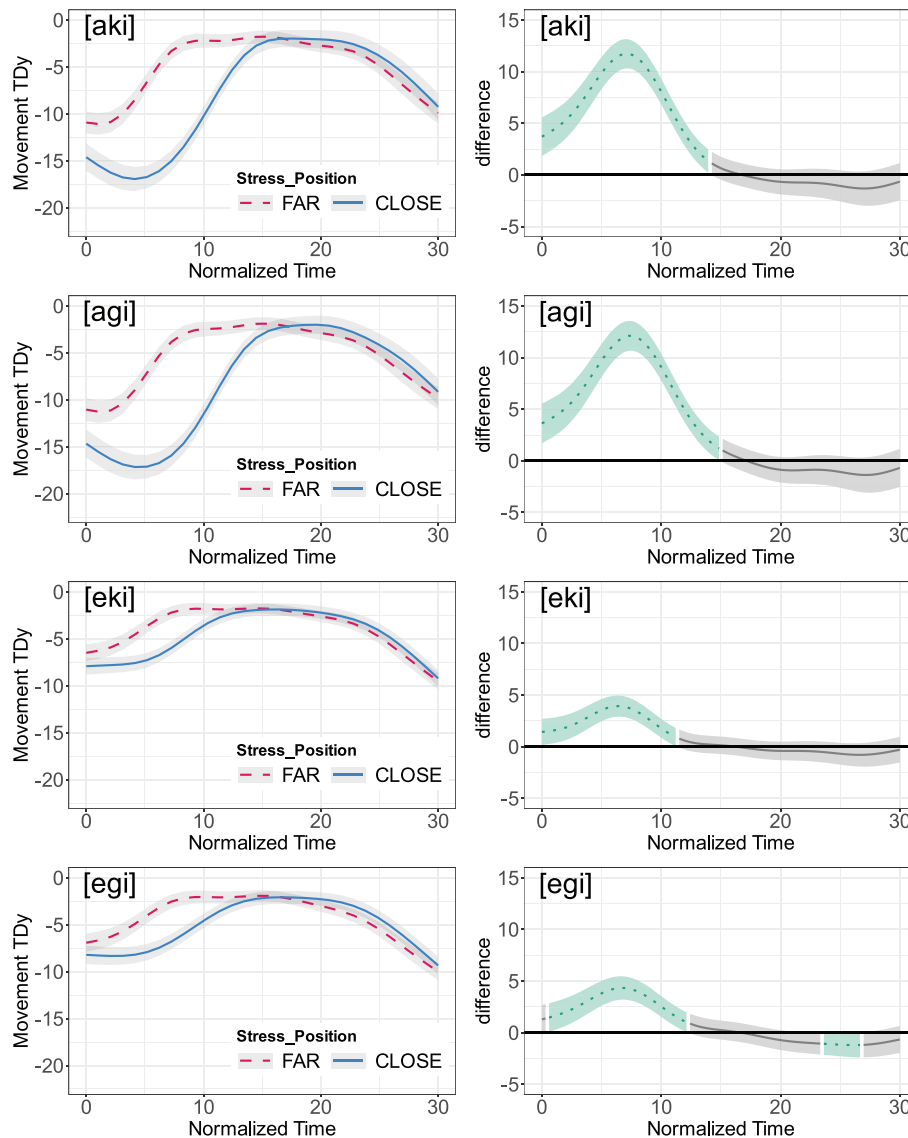 [aki]
Movement TDy
0
-5
-10
-15
-20
Stress_Position
FAR CLOSE
0 10 20 30
Normalized Time
[aki]
difference
15
10
5
0
-5
0 10 20 30
Normalized Time
[agi]
Movement TDy
0
-5
-10
-15
-20
Stress_Position
FAR CLOSE
0 10 20 30
Normalized Time
[agi]
difference
15
10
5
0
-5
0 10 20 30
Normalized Time
[eki]
Movement TDy
0
-5
-10
-15
-20
Stress_Position
FAR CLOSE
0 10 20 30
Normalized Time
[eki]
difference
15
10
5
0
-5
0 10 20 30
Normalized Time
[egi]
Movement TDy
0
-5
-10
-15
-20
Stress_Position
FAR CLOSE
0 10 20 30
Normalized Time
[egi]
difference
15
10
5
0
-5
0 10 20 30
Normalized Time